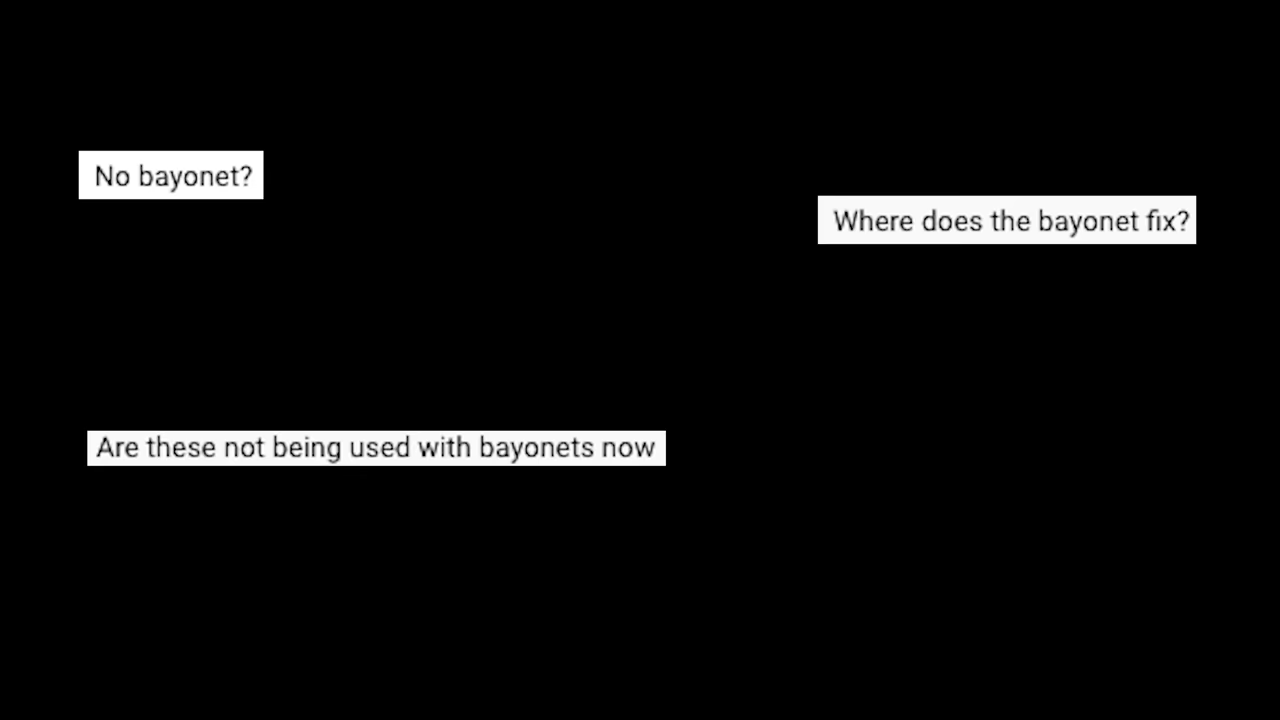 No bayonet?
Where does the bayonet fix?
Are these not being used with bayonets now